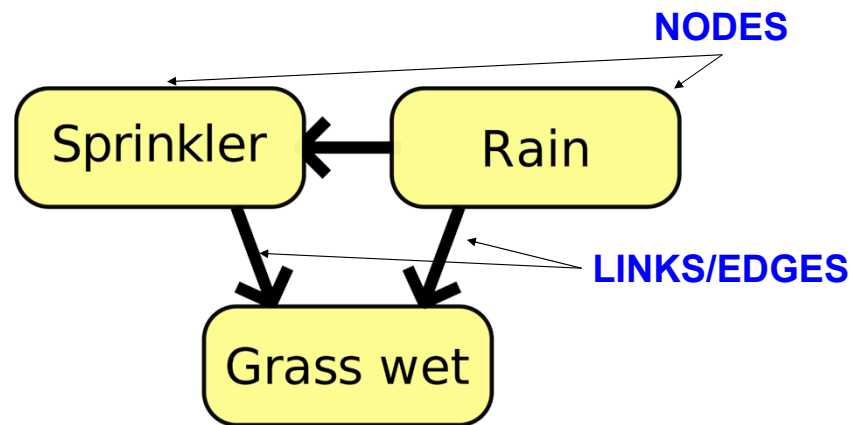 NODES
Sprinkler
Rain
LINKS/EDGES
Grass wet